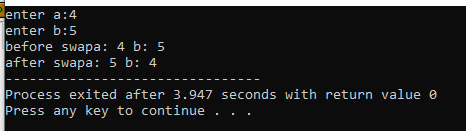 enter a:4
enter b:5
before swapa: 4 b: 5
after swapa: 5 b: 4
--------------------------------
Process exited after 3.947 seconds with return value 0
Press any key to continue . . .